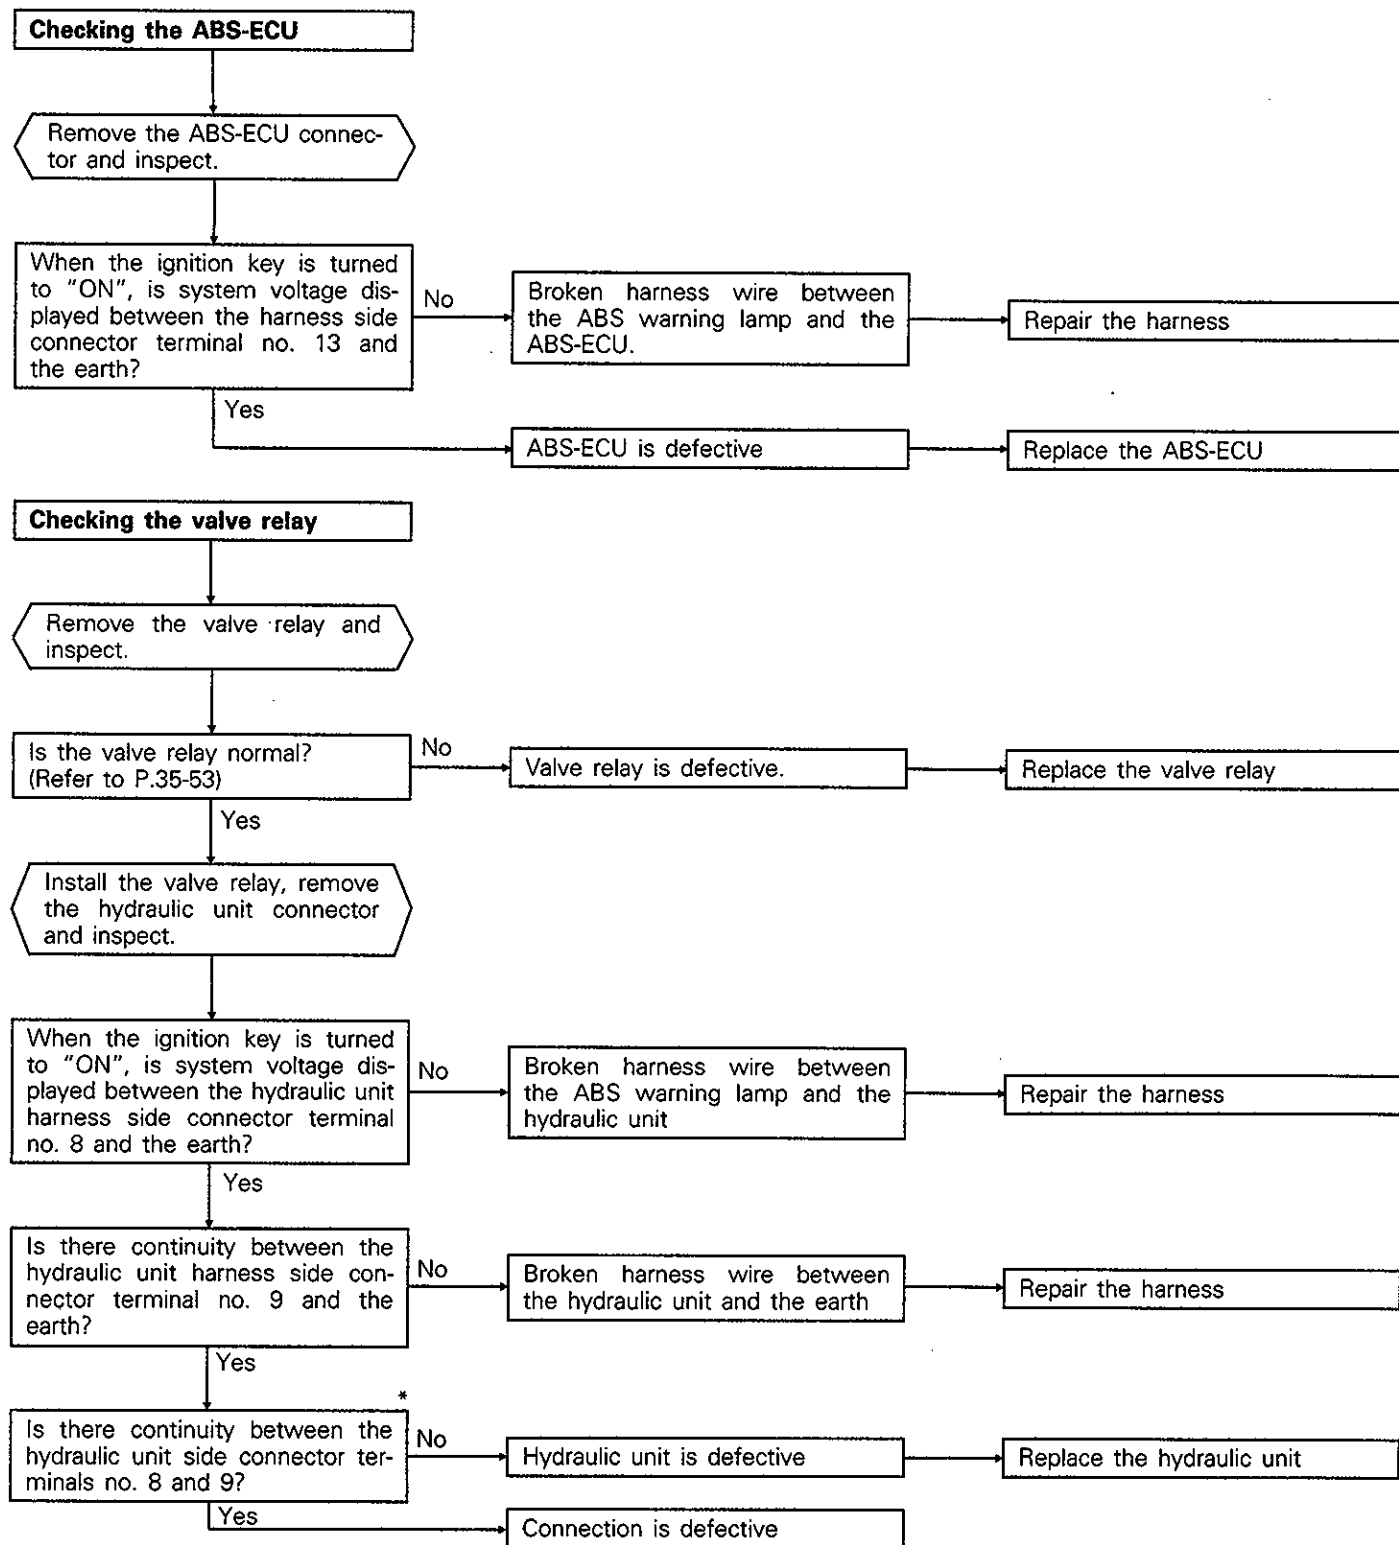 Checking the ABS-ECU
Remove the ABS-ECU connec-
tor and inspect.
When the ignition key is turned
to "ON", is system voltage dis-
played between the harness side
connector terminal no. 13 and
the earth?
No
Broken harness wire between
the ABS warning lamp and the
ABS-ECU.
Repair the harness
Yes
ABS-ECU is defective
Replace the ABS-ECU
Checking the valve relay
Remove the valve relay and
inspect.
Is the valve relay normal?
(Refer to P.35-53)
No
Valve relay is defective.
Replace the valve relay
Yes
Install the valve relay, remove
the hydraulic unit connector
and inspect.
When the ignition key is turned
to "ON", is system voltage dis-
played between the hydraulic unit
harness side connector terminal
no. 8 and the earth?
No
Broken harness wire between
the ABS warning lamp and the
hydraulic unit
Repair the harness
Yes
Is there continuity between the
hydraulic unit harness side con-
nector terminal no. 9 and the
earth?
No
Broken harness wire between
the hydraulic unit and the earth
Repair the harness
Yes
*
Is there continuity between the
hydraulic unit side connector ter-
minals no. 8 and 9?
No
Hydraulic unit is defective
Replace the hydraulic unit
Yes
Connection is defective